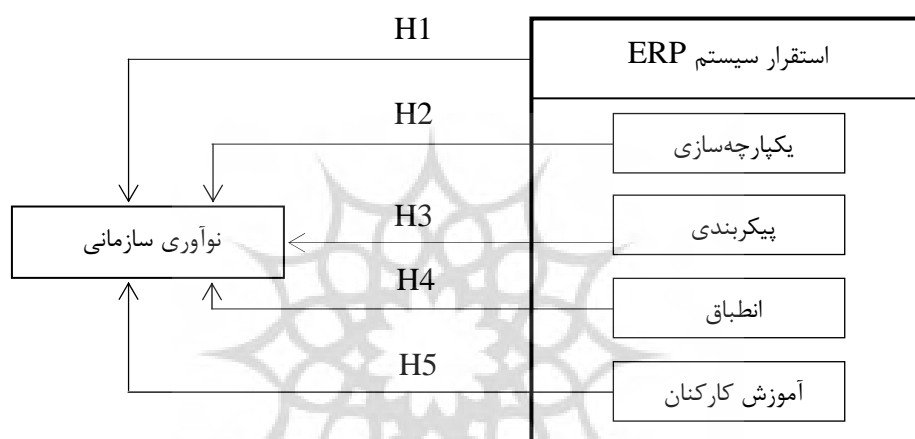 H1
استقرار سیستم ERP
H2
یکپارچه‌سازی
H3
پیکربندی
نوآوری سازمانی
H4
انطباق
H5
آموزش کارکنان